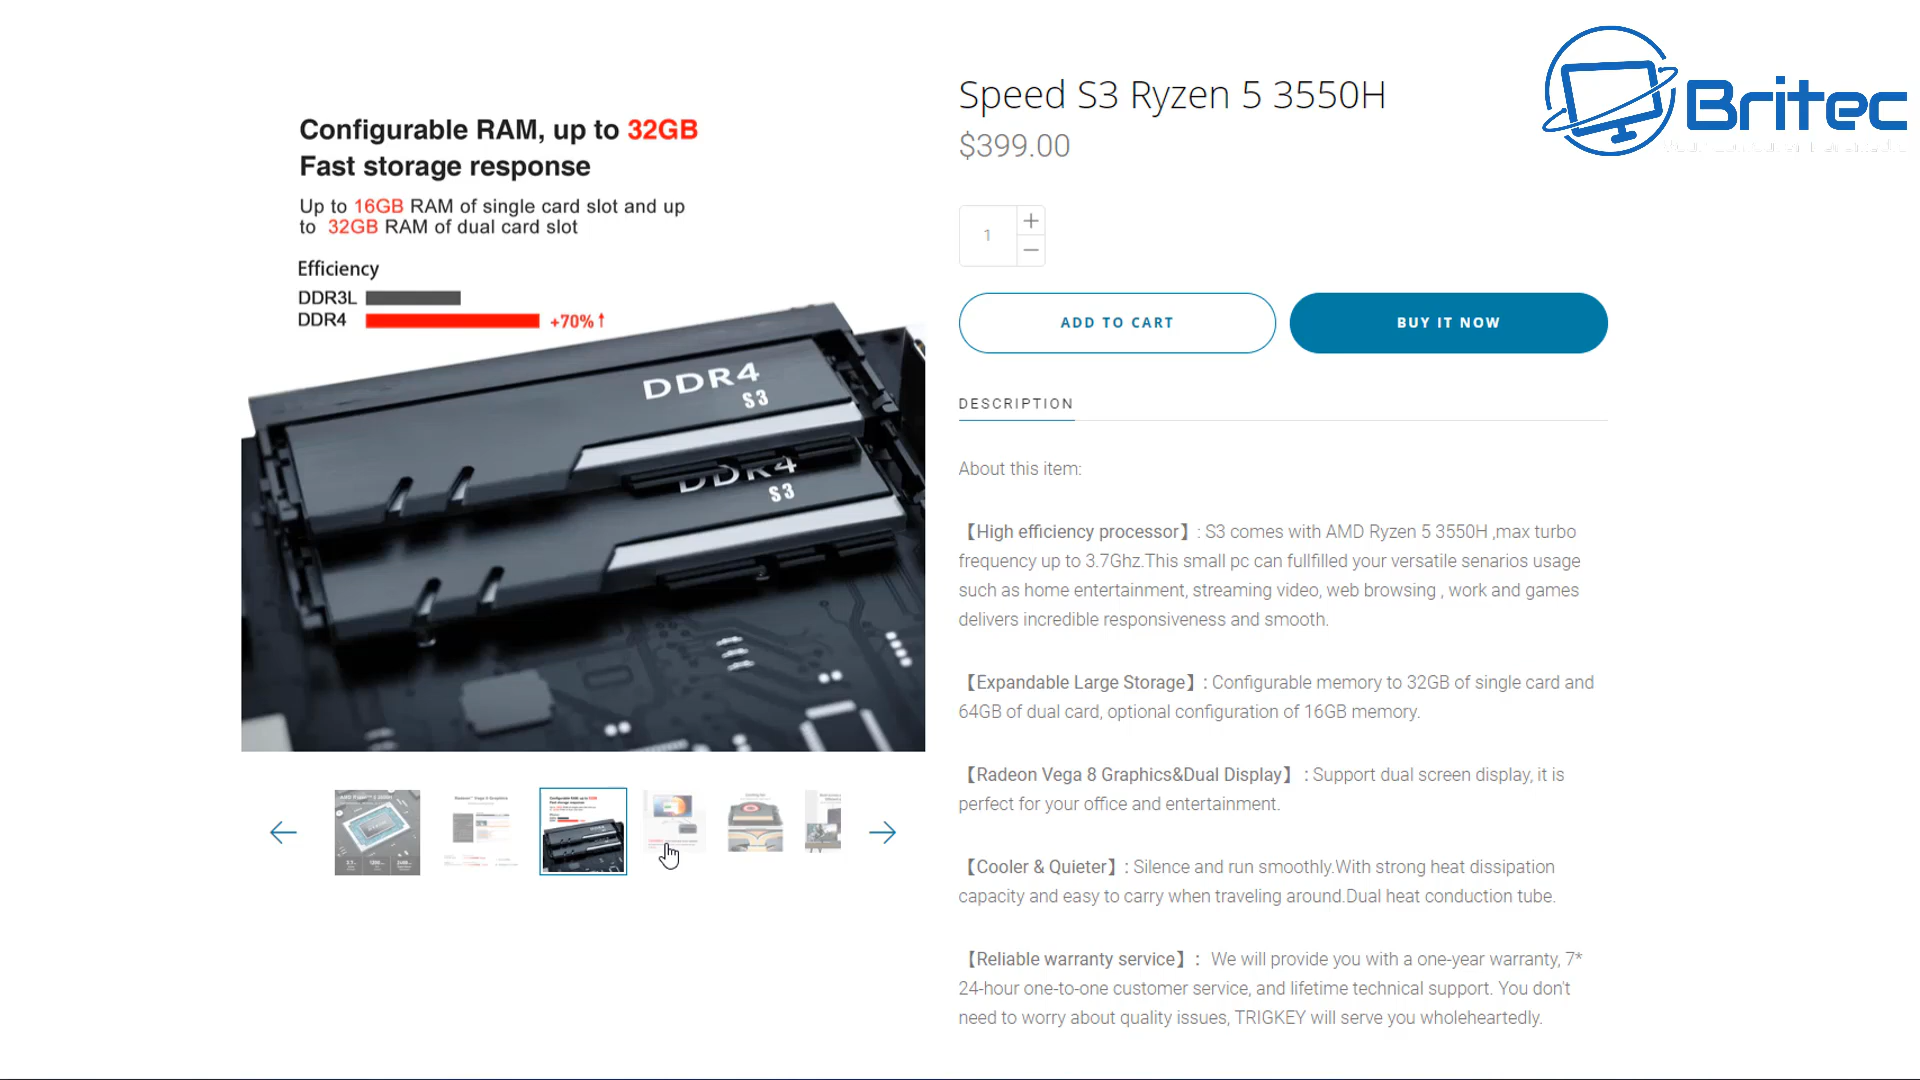 Britec
Speed S3 Ryzen 5 3550H
$399.00
Configurable RAM, up to 32GB
Fast storage response
Up to 16GB RAM of single card slot and up
to 32GB RAM of dual card slot
Efficiency
DDR3L
DDR4 +70%↑
DDR4
S3
DDR4
S3
1
+
−
ADD TO CART
BUY IT NOW
DESCRIPTION
About this item:
【High efficiency processor】: S3 comes with AMD Ryzen 5 3550H ,max turbo
frequency up to 3.7Ghz.This small pc can fullfilled your versatile senarios usage
such as home entertainment, streaming video, web browsing , work and games
delivers incredible responsiveness and smooth.
【Expandable Large Storage】: Configurable memory to 32GB of single card and
64GB of dual card, optional configuration of 16GB memory.
【Radeon Vega 8 Graphics&Dual Display】 : Support dual screen display, it is
perfect for your office and entertainment.
【Cooler & Quieter】: Silence and run smoothly.With strong heat dissipation
capacity and easy to carry when traveling around.Dual heat conduction tube.
【Reliable warranty service】： We will provide you with a one-year warranty, 7*
24-hour one-to-one customer service, and lifetime technical support. You don't
need to worry about quality issues, TRIGKEY will serve you wholeheartedly.